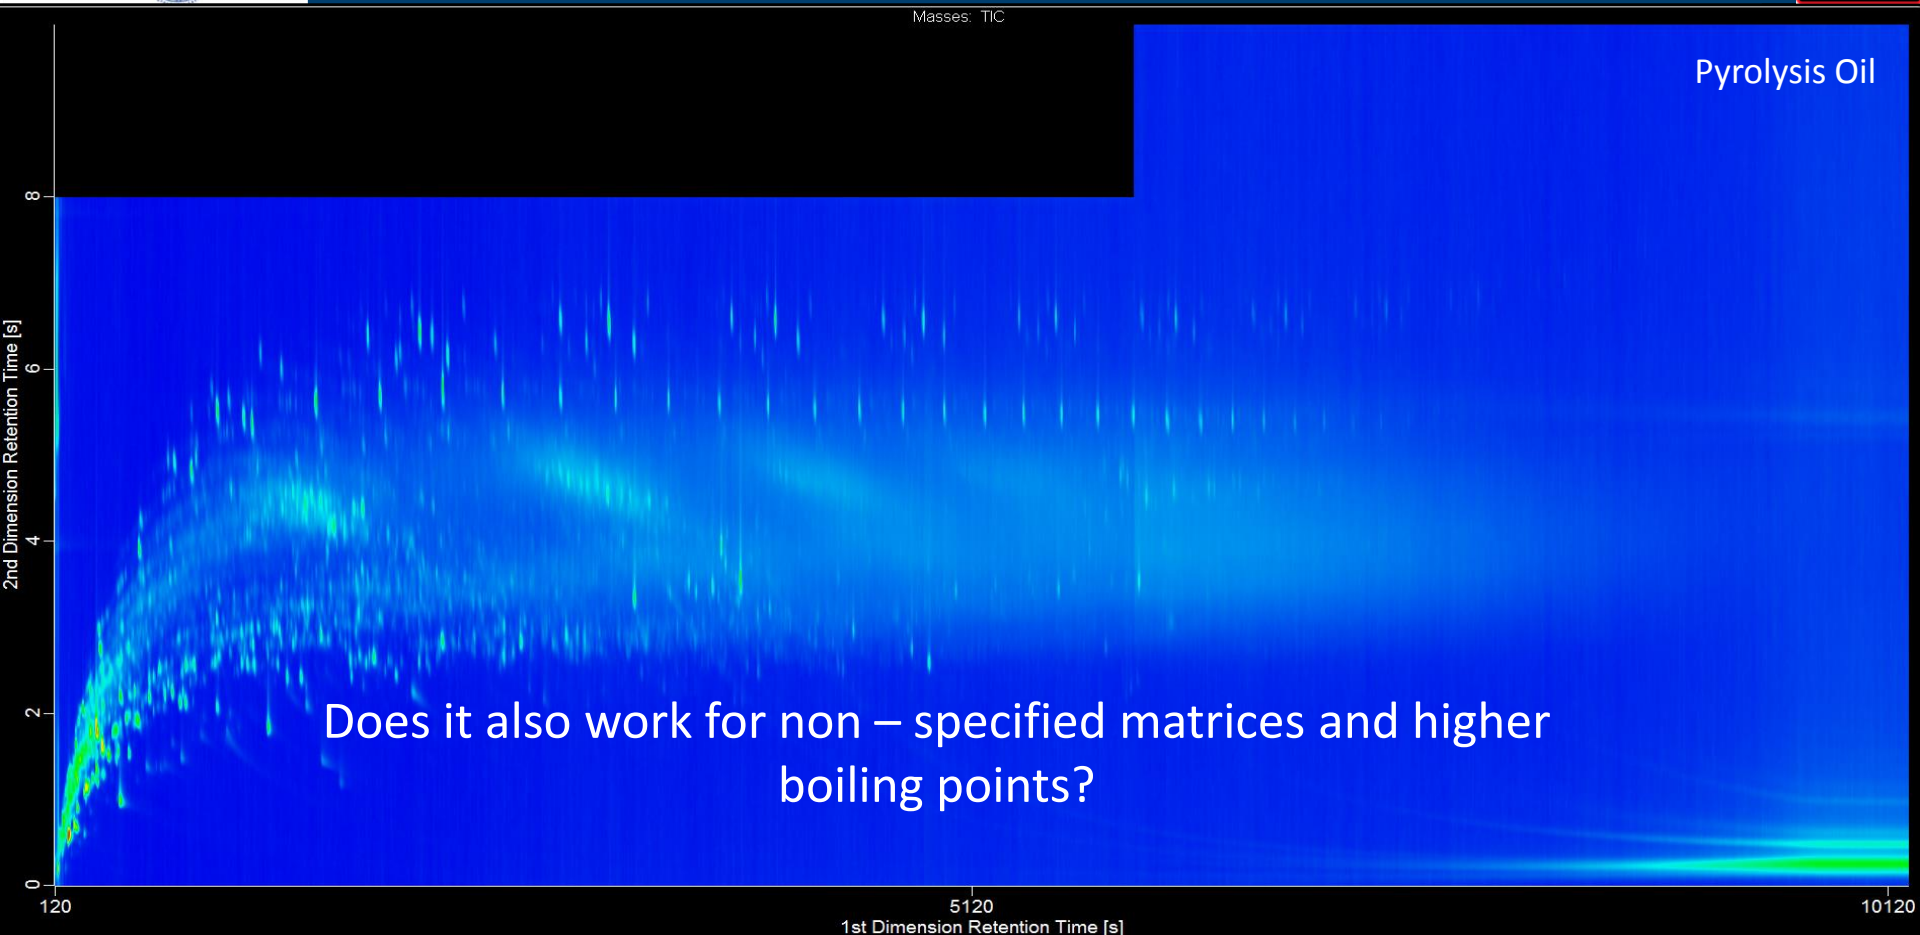 Masses: TIC
Pyrolysis Oil
8
6
4
2
0
2nd Dimension Retention Time [s]
Does it also work for non – specified matrices and higher
boiling points?
120
5120
10120
1st Dimension Retention Time [s]